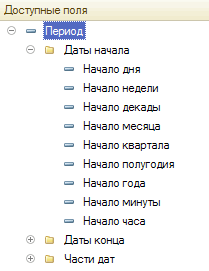 Доступные поля
Период
Даты начала
Начало дня
Начало недели
Начало декады
Начало месяца
Начало квартала
Начало полугодия
Начало года
Начало минуты
Начало часа
Даты конца
Части дат